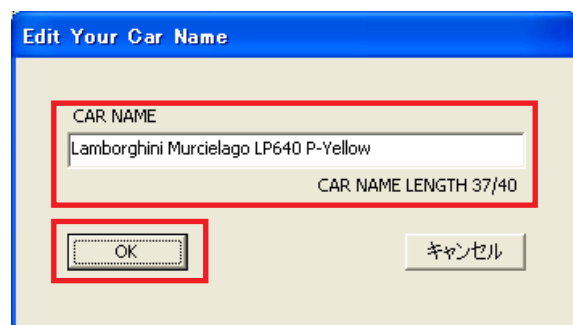 Edit Your Car Name
CAR NAME
Lamborghini Murcielago LP640 P-Yellow
CAR NAME LENGTH 37/40
OK
キャンセル